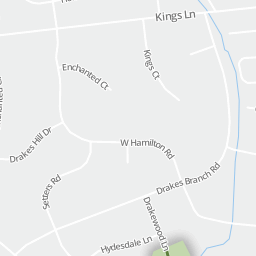 Kings Ln
Kings Ct
Enchanted Ct
Drakes Hill Dr
W Hamilton Rd
Setters Rd
Drakes Branch Rd
Drakewood Ln
Hydesdale Ln